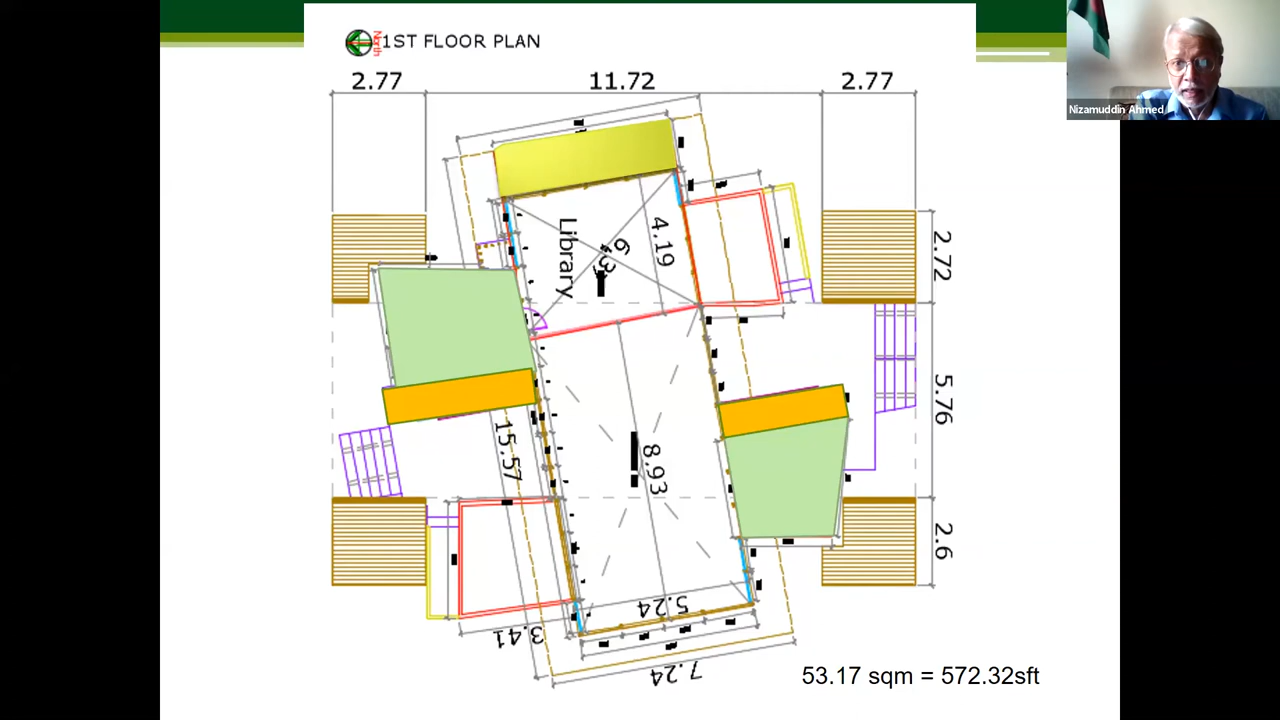 North
1ST FLOOR PLAN
Nizamuddin Ahmed
2.77
11.72
2.77
Library
4.19
2.72
5.76
15.57
8.93
2.6
5.24
3.41
7.24
53.17 sqm = 572.32sft